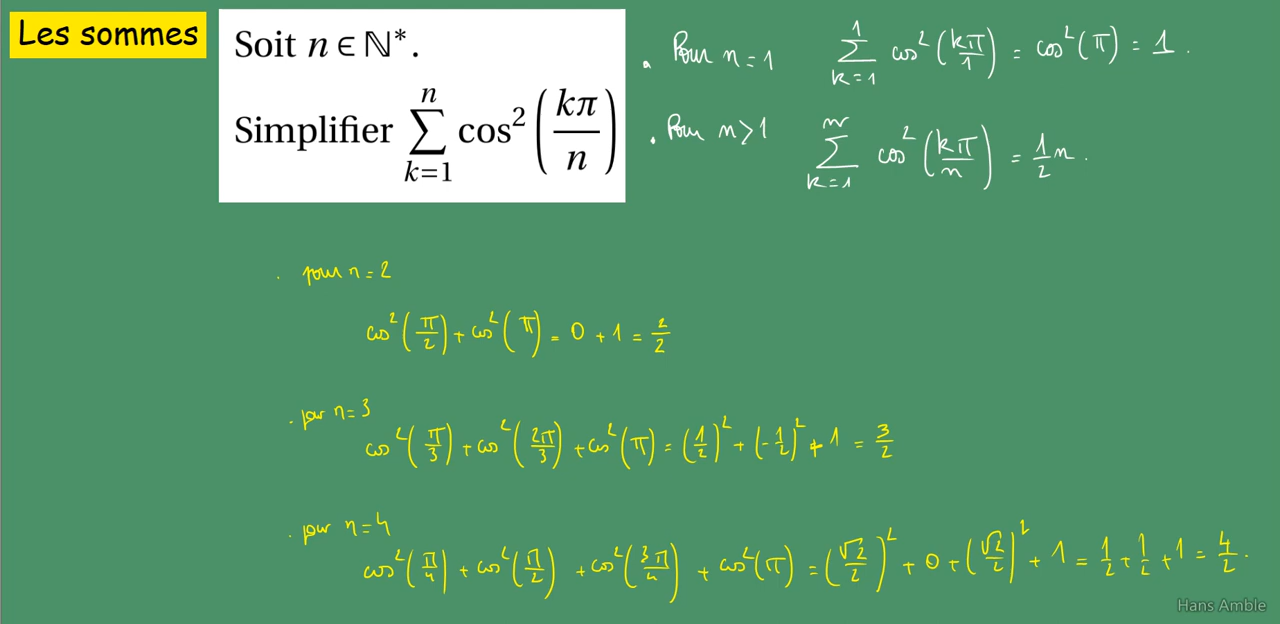 Les sommes
Soit n ∈ ℕ*.
Simplifier \sum_{k=1}^{n} cos²(kπ/n)
. Pour n = 1 \sum_{k=1}^{1} cos²(kπ/1) = cos²(π) = 1.
. Pour n > 1 \sum_{k=1}^{n} cos²(kπ/n) = 1/2 n.
. pour n = 2
cos²(π/2) + cos²(π) = 0 + 1 = 2/2
. pour n = 3
cos²(π/3) + cos²(2π/3) + cos²(π) = (1/2)² + (-1/2)² + 1 = 3/2
. pour n = 4
cos²(π/4) + cos²(π/2) + cos²(3π/4) + cos²(π) = (√2/2)² + 0 + (√2/2)² + 1 = 1/2 + 1/2 + 1 = 4/2.
Hans Amble